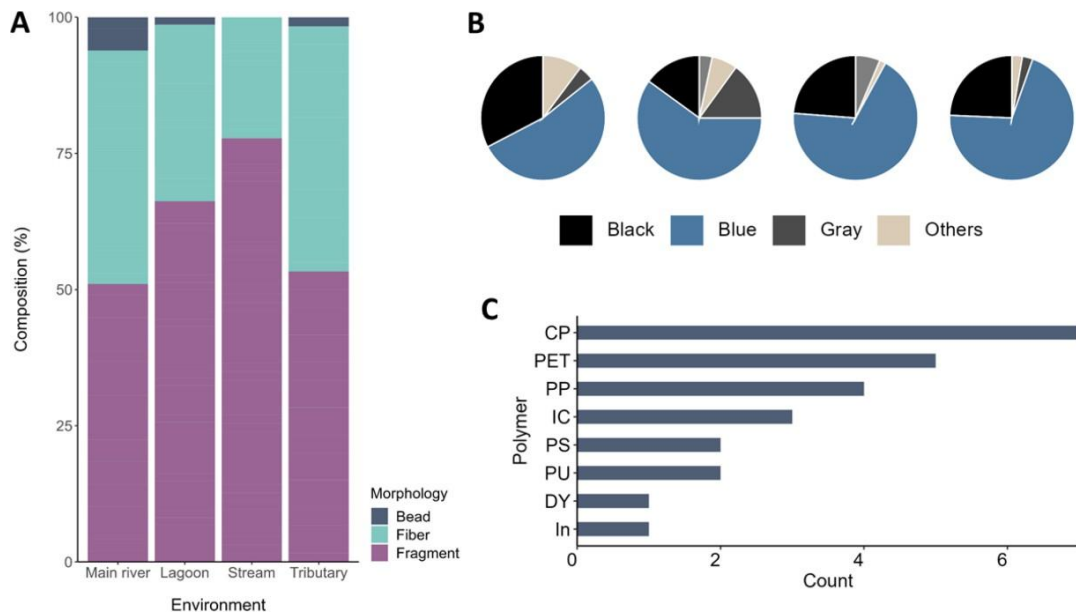 A
100
75
50
25
0
Composition (%)
Main river Lagoon Stream Tributary
Environment
Morphology
Bead
Fiber
Fragment
B
Black Blue Gray Others
C
CP
PET
PP
IC
PS
PU
DY
In
Polymer
0 2 4 6
Count